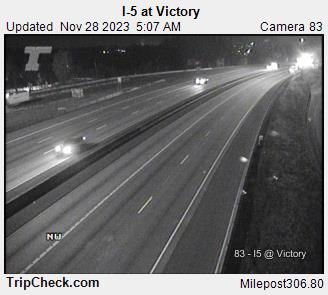 I-5 at Victory
Updated Nov 28 2023 5:07 AM Camera 83
T
NW
83 - I5 @ Victory
TripCheck.com Milepost306.80